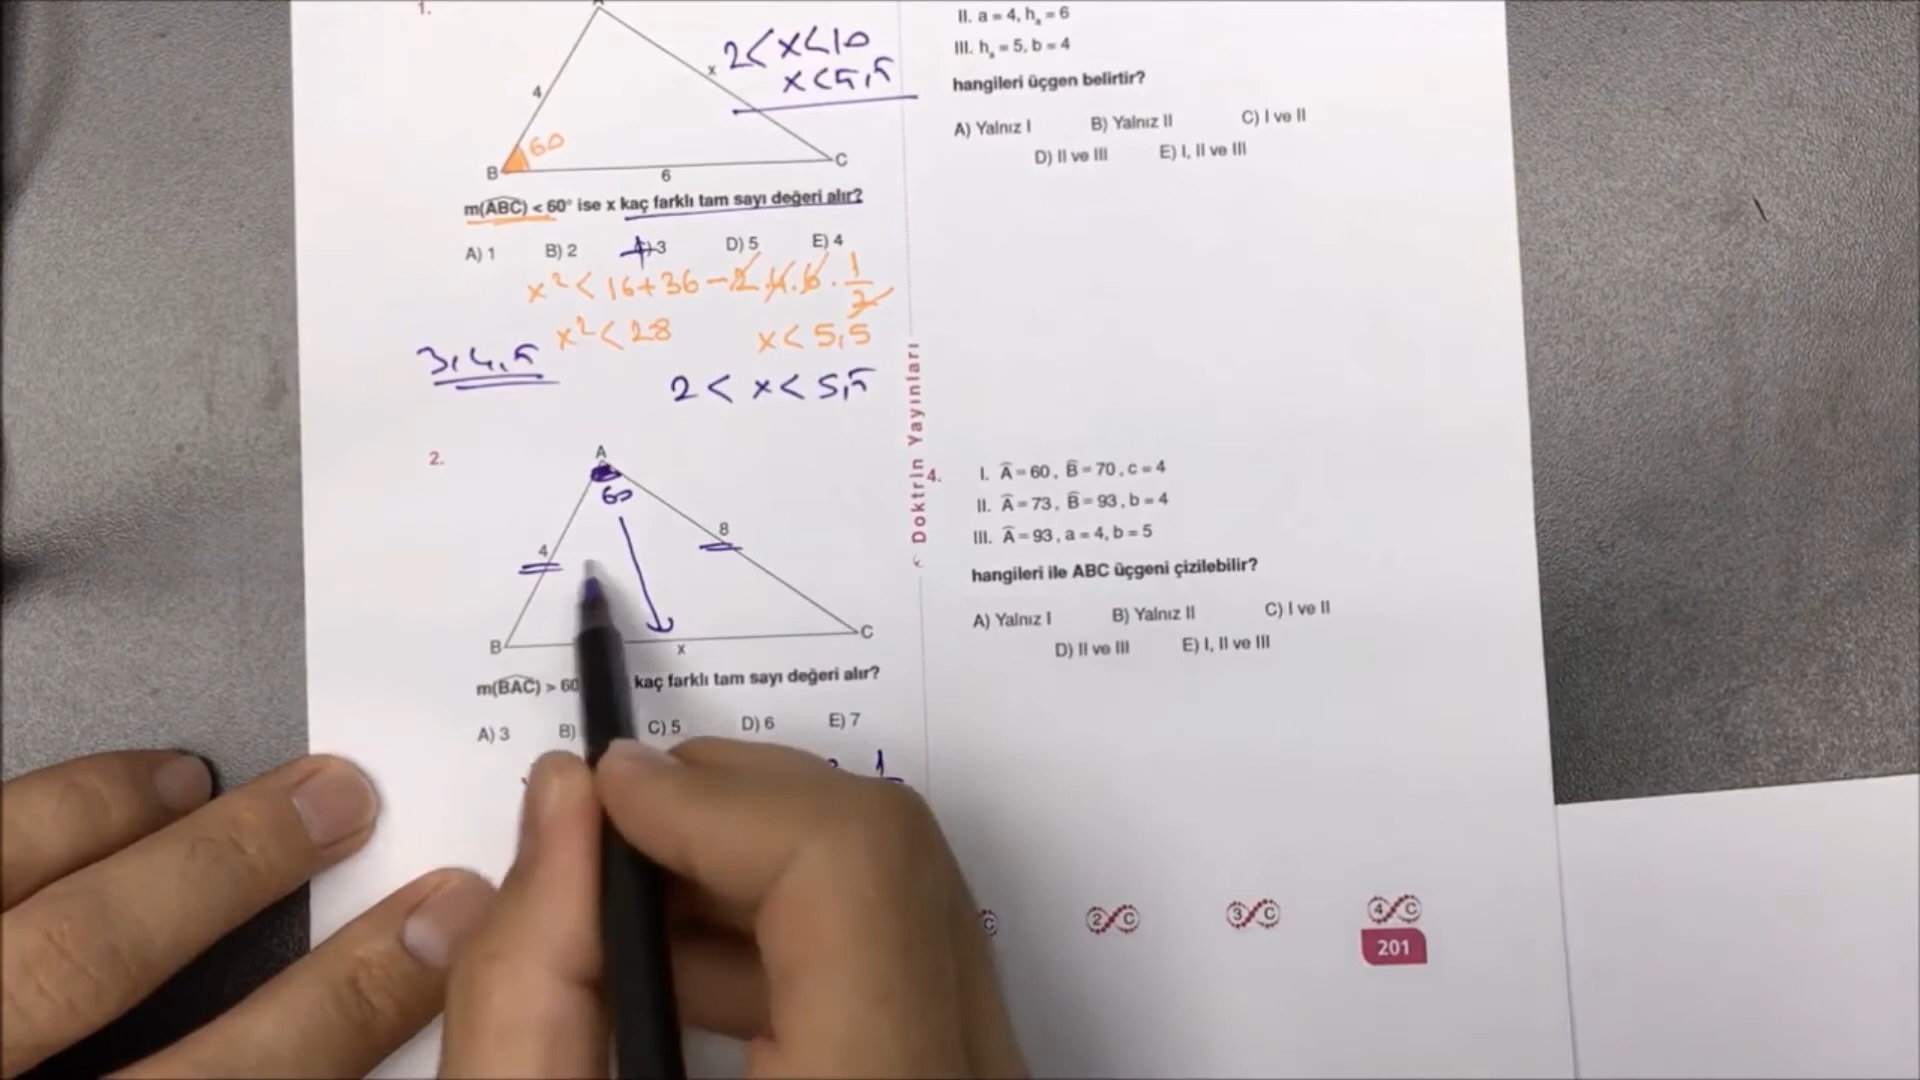 1.
A
2<x<10
x<5,5
x
4
60
B
C
6
m(ABC) < 60° ise x kaç farklı tam sayı değeri alır?
A) 1 B) 2 C) 3 D) 5 E) 4
x² < 16+36-2.4.6.1/2
x² < 28 x < 5,5
3,4,5
2 < x < 5,5
2.
A
60
4
8
B
C
x
m(BAC) > 60 kaç farklı tam sayı değeri alır?
A) 3 B) C) 5 D) 6 E) 7
1
Doktrin Yayınları
II. a = 4, hₐ = 6
III. hₐ = 5, b = 4
hangileri üçgen belirtir?
A) Yalnız I B) Yalnız II C) I ve II
D) II ve III E) I, II ve III
4.
I. Â = 60, B̂ = 70, c = 4
II. Â = 73, B̂ = 93, b = 4
III. Â = 93, a = 4, b = 5
hangileri ile ABC üçgeni çizilebilir?
A) Yalnız I B) Yalnız II C) I ve II
D) II ve III E) I, II ve III
C 2 C 3 C 4 C
201